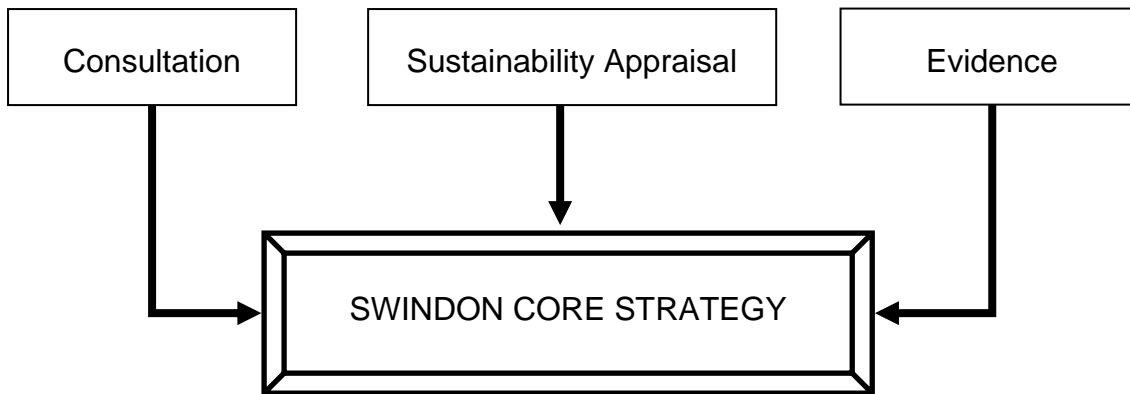 Consultation
Sustainability Appraisal
Evidence
SWINDON CORE STRATEGY